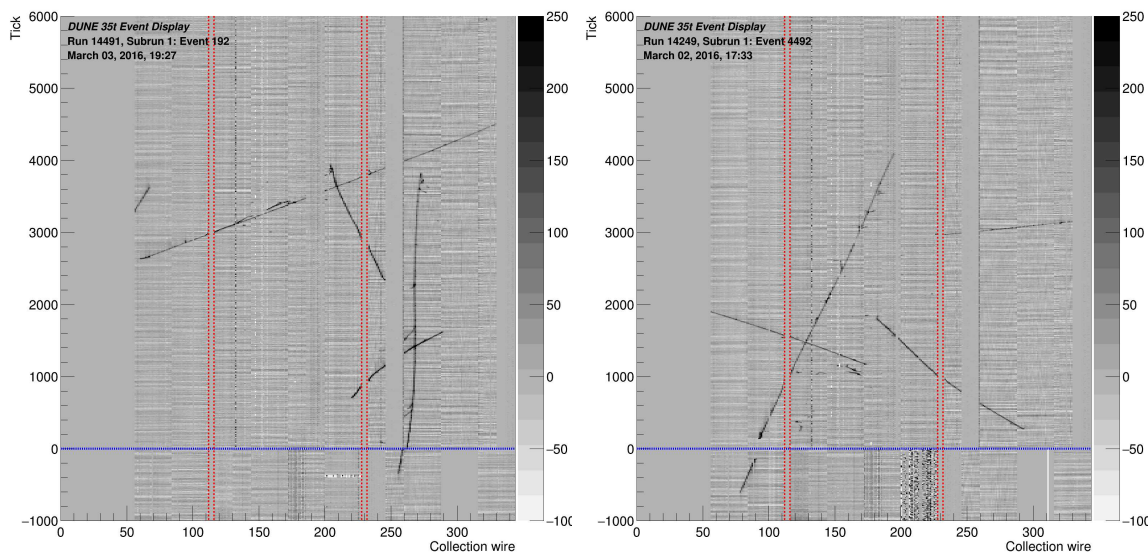 Tick
6000
5000
4000
3000
2000
1000
0
−1000
DUNE 35t Event Display
Run 14491, Subrun 1: Event 192
March 03, 2016, 19:27
0 50 100 150 200 250 300
Collection wire
250
200
150
100
50
0
−50
−100
Tick
6000
5000
4000
3000
2000
1000
0
−1000
DUNE 35t Event Display
Run 14249, Subrun 1: Event 4492
March 02, 2016, 17:33
0 50 100 150 200 250 300
Collection wire
250
200
150
100
50
0
−50
−100